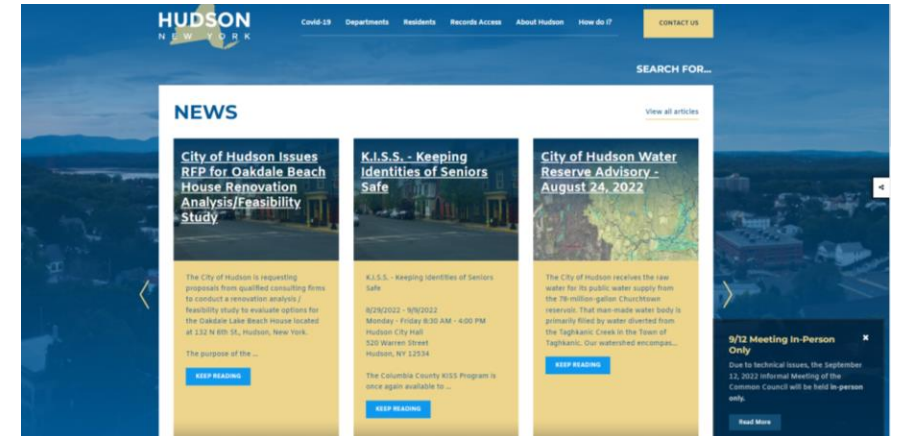 HUDSON
NEW YORK
Covid-19 Departments Residents Records Access About Hudson How do I?
CONTACT US
SEARCH FOR...
NEWS
View all articles
City of Hudson Issues
RFP for Oakdale Beach
House Renovation
Analysis/Feasibility
Study
The City of Hudson is requesting
proposals from qualified consulting firms
to conduct a renovation analysis /
feasibility study to evaluate options for
the Oakdale Lake Beach House located
at 132 N 6th St., Hudson, New York.
The purpose of the ...
KEEP READING
K.I.S.S. - Keeping
Identities of Seniors
Safe
K.I.S.S. - Keeping Identities of Seniors
Safe
8/29/2022 - 9/9/2022
Monday - Friday 8:30 AM - 4:00 PM
Hudson City Hall
520 Warren Street
Hudson, NY 12534
The Columbia County KISS Program is
once again available to ...
KEEP READING
City of Hudson Water
Reserve Advisory -
August 24, 2022
The City of Hudson receives the raw
water for its public water supply from
the 78-million-gallon Churchtown
reservoir. That man-made water body is
primarily filled by water diverted from
the Taghkanic Creek in the Town of
Taghkanic. Our watershed encompas...
KEEP READING
9/12 Meeting In-Person
Only
Due to technical issues, the September
12, 2022 Informal Meeting of the
Common Council will be held in-person
only.
Read More